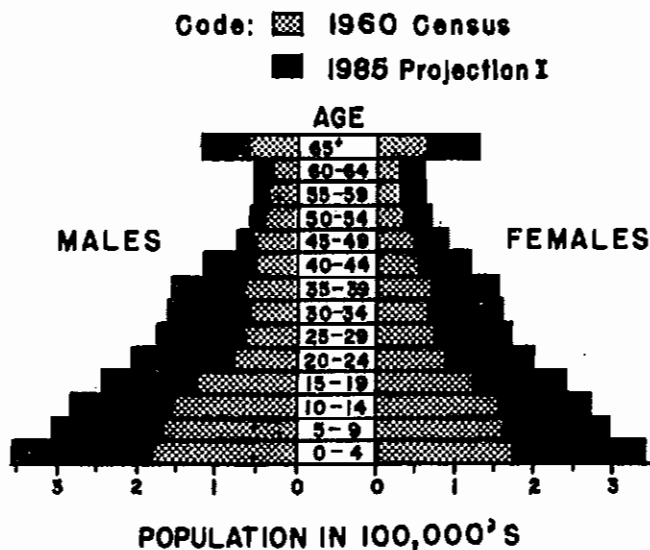 Code: 1960 Census
1985 Projection I
AGE
65+
60-64
55-59
50-54
45-49
MALES
FEMALES
40-44
35-39
30-34
25-29
20-24
15-19
10-14
5-9
0-4
3 2 1 0 0 1 2 3
POPULATION IN 100,000'S